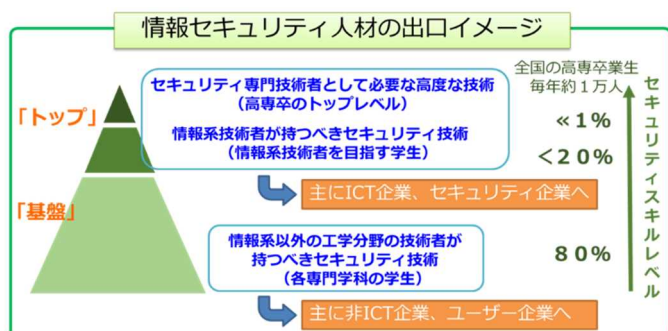 情報セキュリティ人材の出口イメージ
セキュリティ専門技術者として必要な高度な技術
(高専卒のトップレベル)
全国の高専卒業生
毎年約1万人
「トップ」
≪1%
情報系技術者が持つべきセキュリティ技術
(情報系技術者を目指す学生)
<20%
主にICT企業、セキュリティ企業へ
「基盤」
情報系以外の工学分野の技術者が
持つべきセキュリティ技術
(各専門学科の学生)
80%
主に非ICT企業、ユーザー企業へ
セキュリティスキルレベル